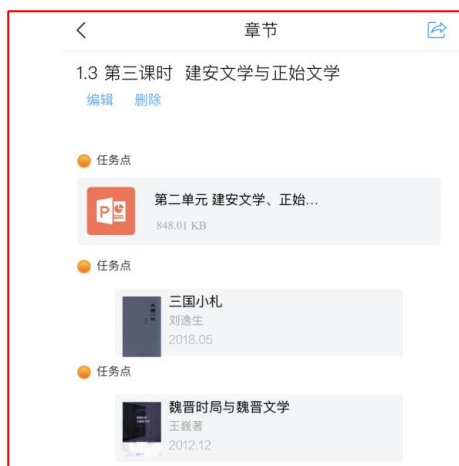 章节
1.3 第三课时 建安文学与正始文学
编辑 删除
任务点
第二单元 建安文学、正始...
848.01 KB
任务点
三国小札
刘逸生
2018.05
任务点
魏晋时局与魏晋文学
王巍著
2012.12